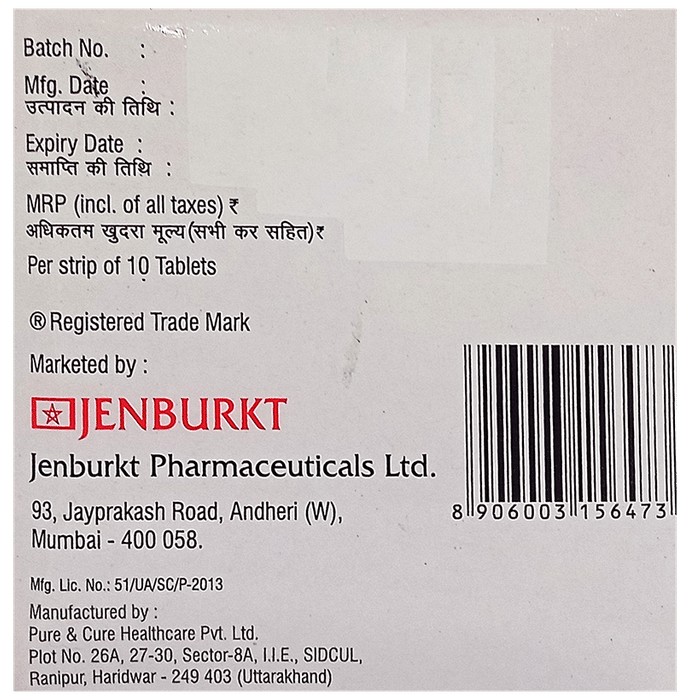 Batch No. :
Mfg. Date :
उत्पादन की तिथि :
Expiry Date :
समाप्ति की तिथि :
MRP (incl. of all taxes) ₹
अधिकतम खुदरा मूल्य(सभी कर सहित)₹
Per strip of 10 Tablets
® Registered Trade Mark
Marketed by :
JENBURKT
Jenburkt Pharmaceuticals Ltd.
93, Jayprakash Road, Andheri (W),
Mumbai - 400 058.
8 906003 156473
Mfg. Lic. No.: 51/UA/SC/P-2013
Manufactured by :
Pure & Cure Healthcare Pvt. Ltd.
Plot No. 26A, 27-30, Sector-8A, I.I.E., SIDCUL,
Ranipur, Haridwar - 249 403 (Uttarakhand)